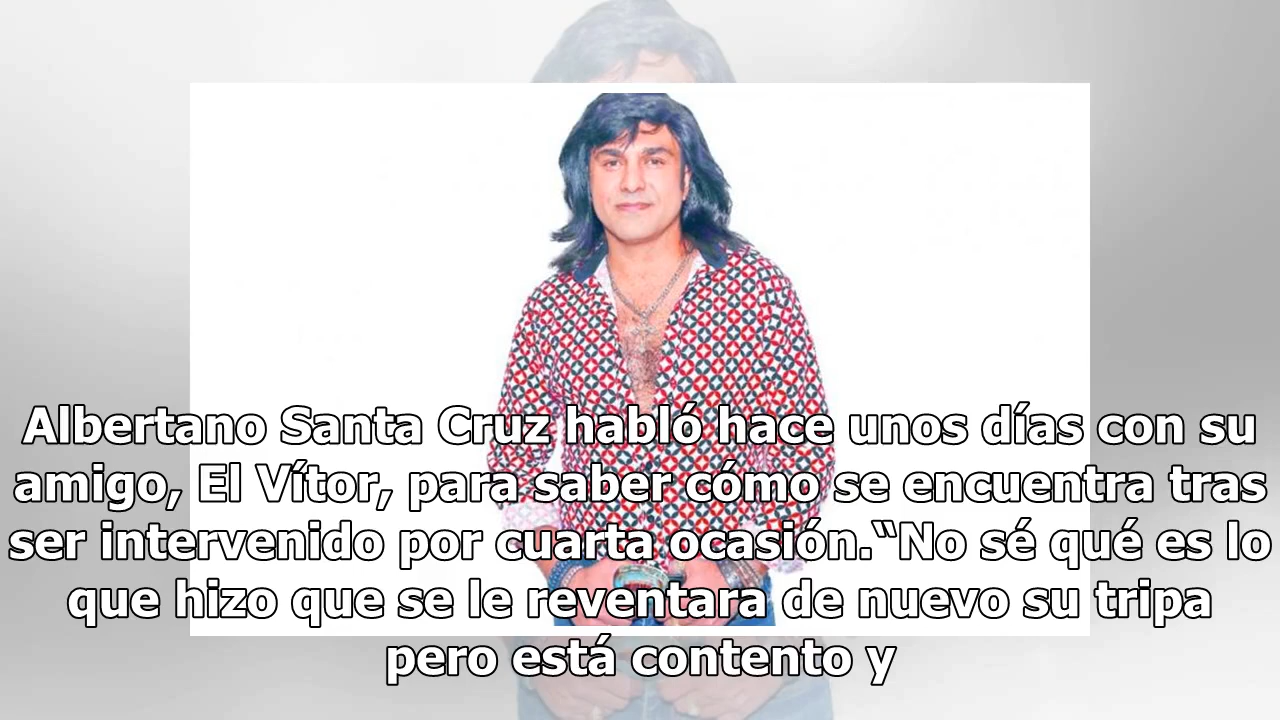 Albertano Santa Cruz habló hace unos días con su
amigo, El Vítor, para saber cómo se encuentra tras
ser intervenido por cuarta ocasión.“No sé qué es lo
que hizo que se le reventara de nuevo su tripa
pero está contento y